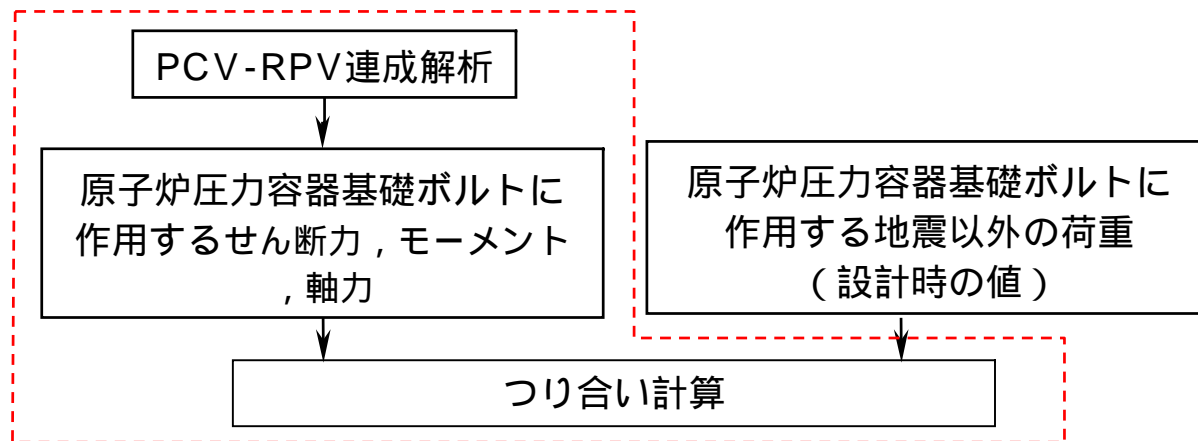 PCV-RPV連成解析
原子炉圧力容器基礎ボルトに
作用するせん断力，モーメント
，軸力
原子炉圧力容器基礎ボルトに
作用する地震以外の荷重
（設計時の値）
つり合い計算